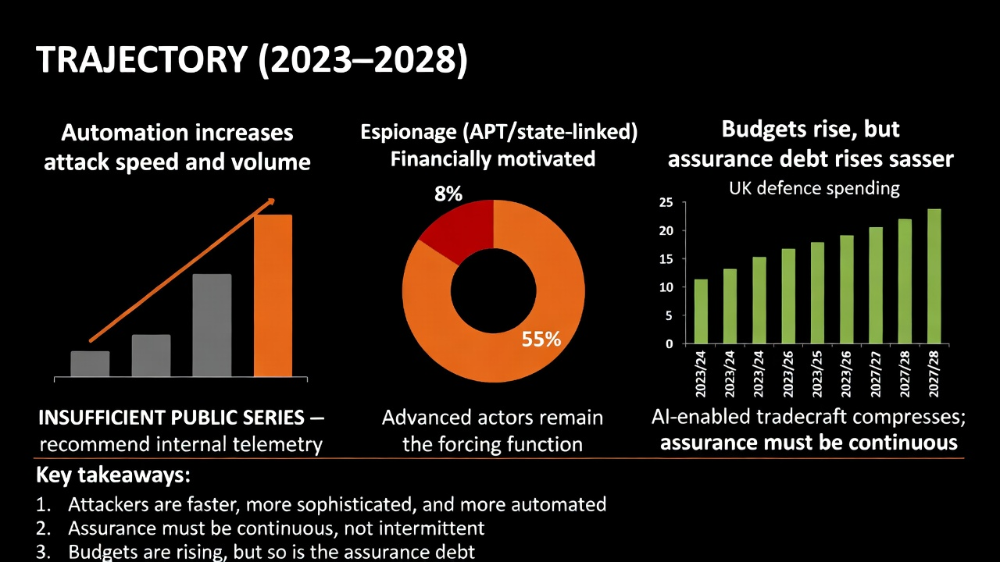 TRAJECTORY (2023–2028)
Automation increases
attack speed and volume
INSUFFICIENT PUBLIC SERIES –
recommend internal telemetry
Espionage (APT/state-linked)
Financially motivated
8%
55%
Advanced actors remain
the forcing function
Budgets rise, but
assurance debt rises sasser
UK defence spending
25
20
15
10
5
0
2023/24
2023/24
2023/24
2023/26
2023/25
2023/26
2027/27
2027/28
2027/28
AI-enabled tradecraft compresses;
assurance must be continuous
Key takeaways:
1. Attackers are faster, more sophisticated, and more automated
2. Assurance must be continuous, not intermittent
3. Budgets are rising, but so is the assurance debt